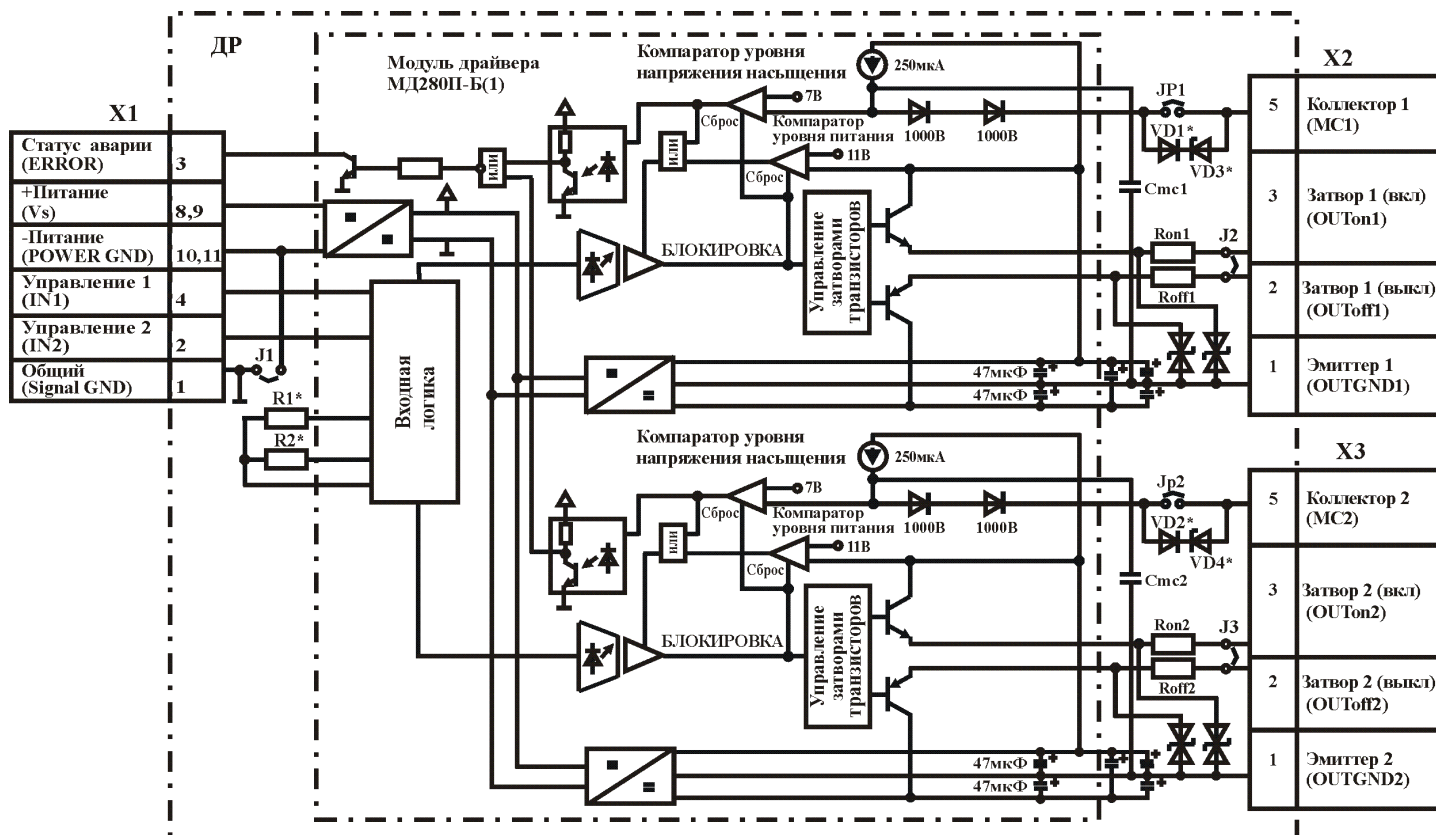 ДР
X1
X2
Модуль драйвера
МД280П-Б(1)
Компаратор уровня
напряжения насыщения
250мкА
7В
Сброс
Компаратор
уровня питания
11В
Сброс
1000В
1000В
JP1
VD1*
VD3*
Cmc1
или
или
БЛОКИРОВКА
Управление
затворами
транзисторов
Ron1
Roff1
J2
47мкФ
47мкФ
Статус аварии
(ERROR)
3
+Питание
(Vs)
8,9
-Питание
(POWER GND)
10,11
Управление 1
(IN1)
4
Управление 2
(IN2)
2
Общий
(Signal GND)
1
J1
R1*
R2*
Входная
логика
5
Коллектор 1
(MC1)
3
Затвор 1 (вкл)
(OUTon1)
2
Затвор 1 (выкл)
(OUToff1)
1
Эмиттер 1
(OUTGND1)
X3
Компаратор уровня
напряжения насыщения
250мкА
7В
Сброс
Компаратор
уровня питания
11В
Сброс
1000В
1000В
Jp2
VD2*
VD4*
Cmc2
или
БЛОКИРОВКА
Управление
затворами
транзисторов
Ron2
Roff2
J3
47мкФ
47мкФ
5
Коллектор 2
(MC2)
3
Затвор 2 (вкл)
(OUTon2)
2
Затвор 2 (выкл)
(OUToff2)
1
Эмиттер 2
(OUTGND2)